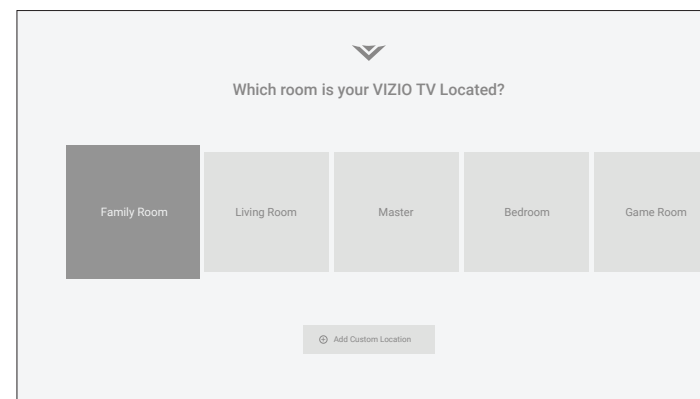 Which room is your VIZIO TV Located?
Family Room
Living Room
Master
Bedroom
Game Room
Add Custom Location